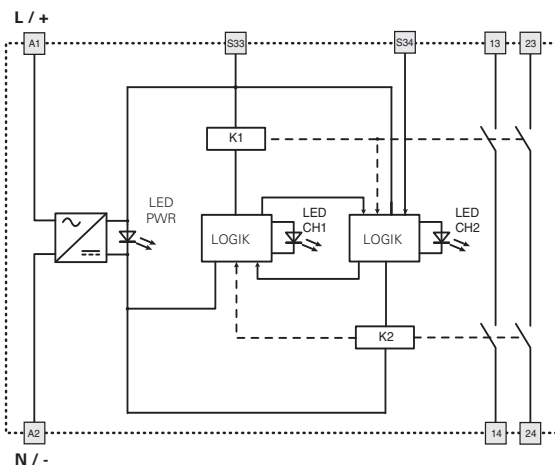 L / +
A1
S33
S34
13
23
K1
LED
PWR
LOGIK
LED
CH1
LOGIK
LED
CH2
K2
A2
14
24
N / -